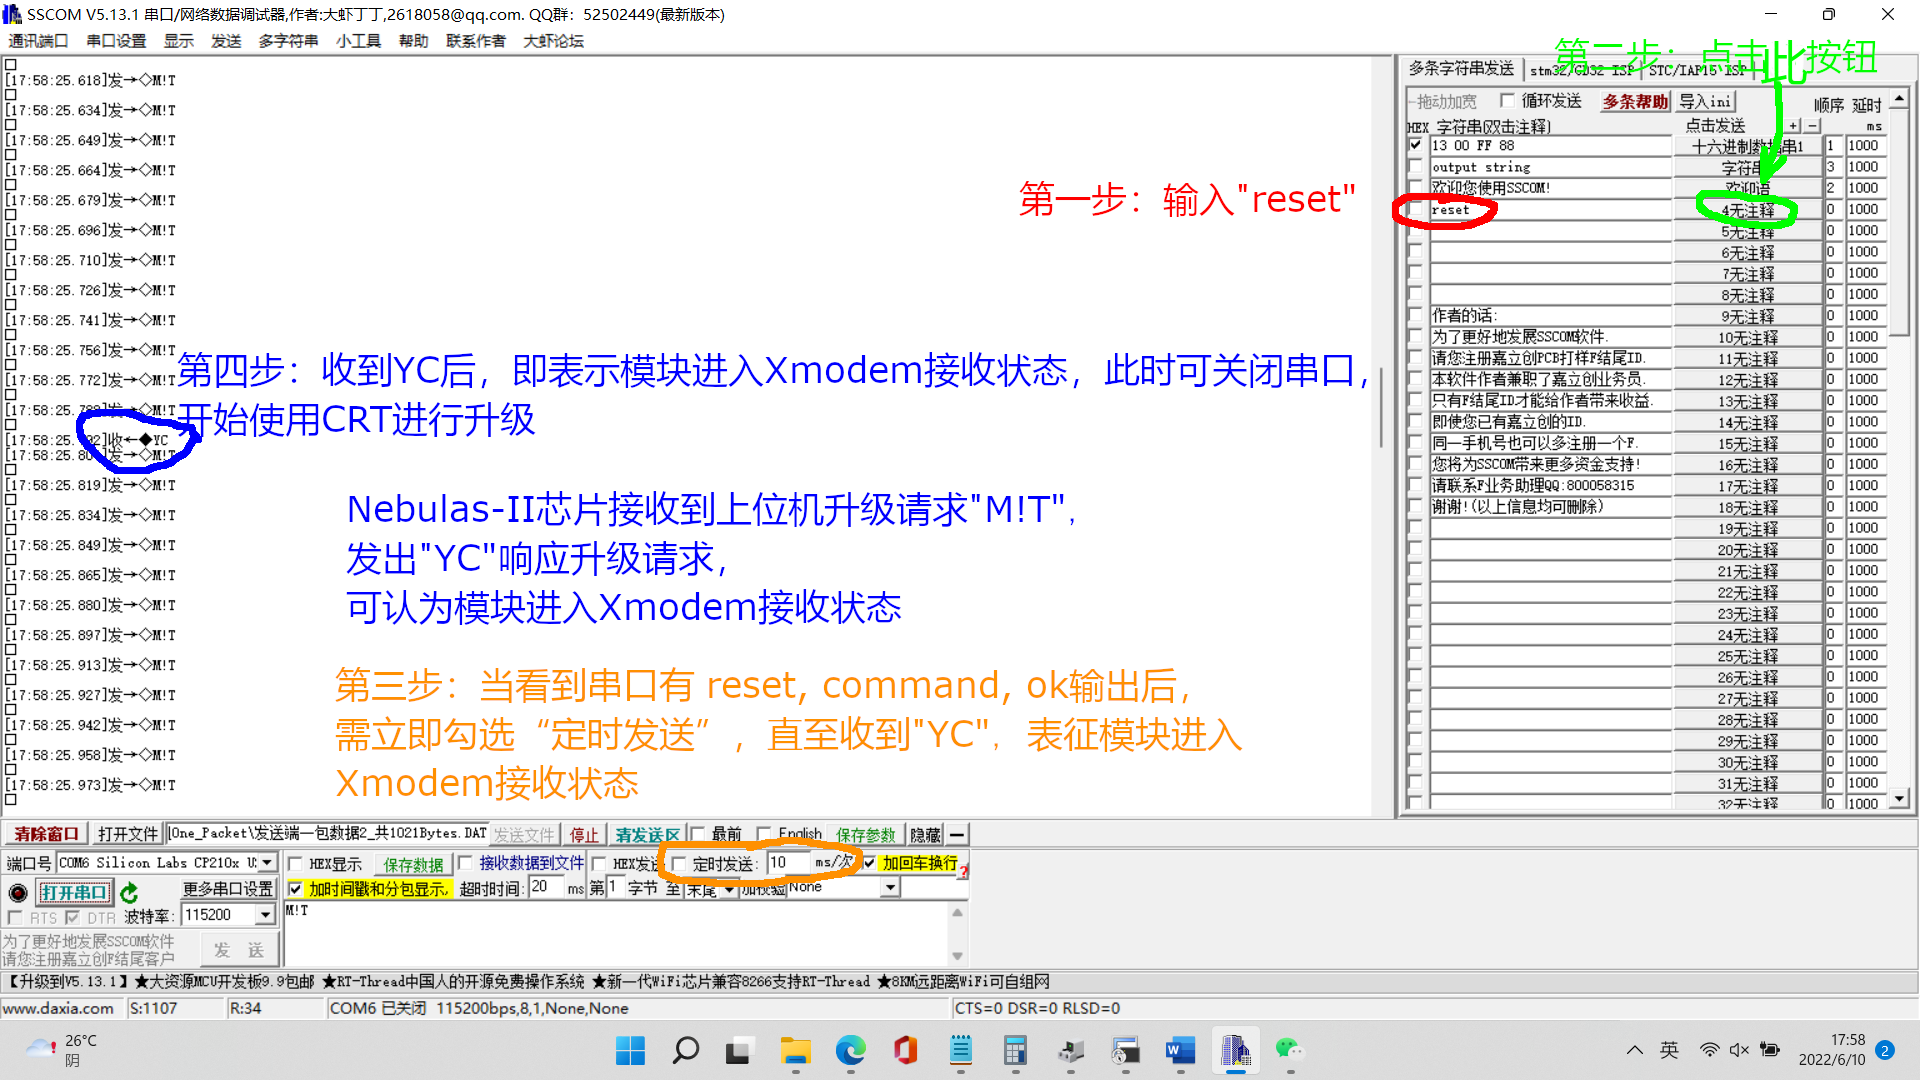 SSCOM V5.13.1 串口/网络数据调试器,作者:大虾丁丁,2618058@qq.com. QQ群: 52502449(最新版本)
通讯端口 串口设置 显示 发送 多字符串 小工具 帮助 联系作者 大虾论坛
[17:58:25.618]发→◇M!T
[17:58:25.634]发→◇M!T
[17:58:25.649]发→◇M!T
[17:58:25.664]发→◇M!T
[17:58:25.679]发→◇M!T
[17:58:25.696]发→◇M!T
[17:58:25.710]发→◇M!T
[17:58:25.726]发→◇M!T
[17:58:25.741]发→◇M!T
[17:58:25.756]发→◇M!T
[17:58:25.772]发→◇M!T
[17:58:25.788]发→◇M!T
收←◆YC
发→◇M!T
[17:58:25.819]发→◇M!T
[17:58:25.834]发→◇M!T
[17:58:25.849]发→◇M!T
[17:58:25.865]发→◇M!T
[17:58:25.880]发→◇M!T
[17:58:25.897]发→◇M!T
[17:58:25.913]发→◇M!T
[17:58:25.927]发→◇M!T
[17:58:25.942]发→◇M!T
[17:58:25.958]发→◇M!T
[17:58:25.973]发→◇M!T
第一步：输入"reset"
第二步：点击此按钮
第四步：收到YC后，即表示模块进入Xmodem接收状态，此时可关闭串口，
开始使用CRT进行升级
Nebulas-II芯片接收到上位机升级请求"M!T"，
发出"YC"响应升级请求，
可认为模块进入Xmodem接收状态
第三步：当看到串口有 reset, command, ok输出后，
需立即勾选“定时发送”，直至收到"YC"，表征模块进入
Xmodem接收状态
多条字符串发送 stm32/GD32 ISP STC/IAP15 ISP
←拖动加宽 循环发送 多条帮助 导入ini 顺序 延时
HEX 字符串(双击注释) 点击发送 + − ms
13 00 FF 88 十六进制数据串1 1 1000
output string 字符串 3 1000
欢迎您使用SSCOM! 欢迎语 2 1000
reset 4无注释 0 1000
5无注释 0 1000
6无注释 0 1000
7无注释 0 1000
8无注释 0 1000
作者的话: 9无注释 0 1000
为了更好地发展SSCOM软件. 10无注释 0 1000
请您注册嘉立创PCB打样F结尾ID. 11无注释 0 1000
本软件作者兼职了嘉立创业务员. 12无注释 0 1000
只有F结尾ID才能给作者带来收益. 13无注释 0 1000
即使您已有嘉立创的ID. 14无注释 0 1000
同一手机号也可以多注册一个F. 15无注释 0 1000
您将为SSCOM带来更多资金支持! 16无注释 0 1000
请联系F业务助理QQ:800058315 17无注释 0 1000
谢谢!(以上信息均可删除) 18无注释 0 1000
19无注释 0 1000
20无注释 0 1000
21无注释 0 1000
22无注释 0 1000
23无注释 0 1000
24无注释 0 1000
25无注释 0 1000
26无注释 0 1000
27无注释 0 1000
28无注释 0 1000
29无注释 0 1000
30无注释 0 1000
31无注释 0 1000
32无注释 0 1000
清除窗口 打开文件 One_Packet\发送端一包数据2_共1021Bytes.DAT 发送文件 停止 清发送区 最前 English 保存参数 隐藏 −
端口号 COM6 Silicon Labs CP210x U HEX显示 保存数据 接收数据到文件 HEX发送 定时发送: 10 ms/次 加回车换行 ?
打开串口 更多串口设置 加时间戳和分包显示, 超时时间: 20 ms 第 1 字节 至 末尾 加校验 None
RTS DTR 波特率: 115200 M!T
为了更好地发展SSCOM软件
请您注册嘉立创F结尾客户 发 送
【升级到V5.13.1】★大资源MCU开发板9.9包邮 ★RT-Thread中国人的开源免费操作系统 ★新一代WiFi芯片兼容8266支持RT-Thread ★8KM远距离WiFi可自组网
www.daxia.com S:1107 R:34 COM6 已关闭 115200bps,8,1,None,None CTS=0 DSR=0 RLSD=0
26°C
阴
英 17:58
2022/6/10 2